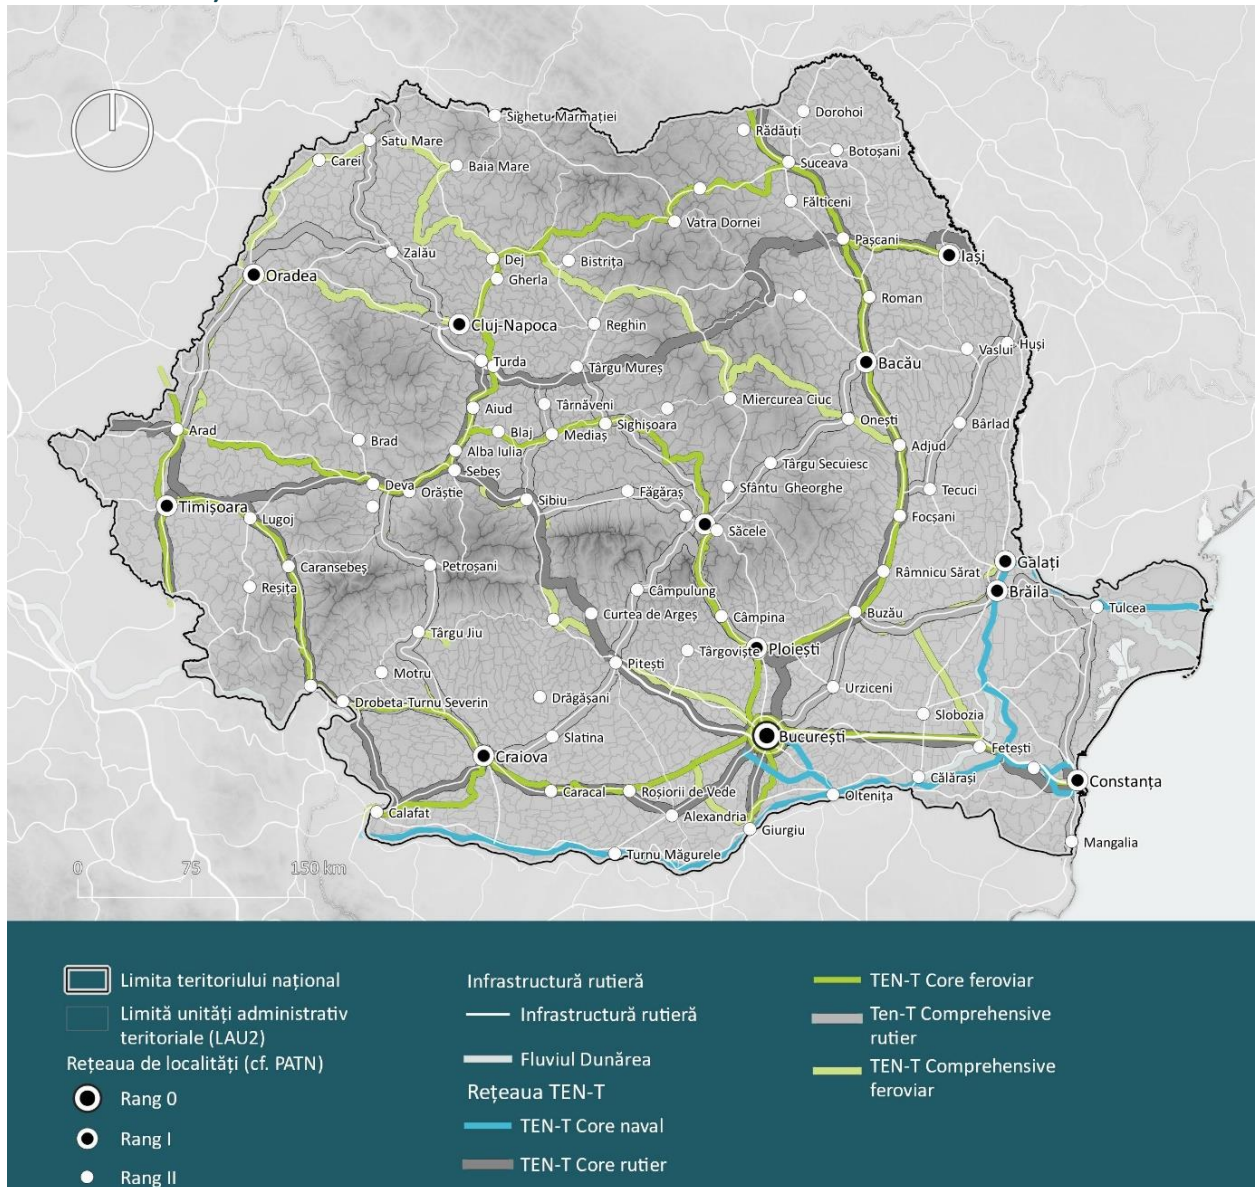 Sighetu Marmației
Dorohoi
Rădăuți
Satu Mare
Botoșani
Carei
Baia Mare
Suceava
Fălticeni
Vatra Dornei
Pașcani
Zalău
Iași
Dej
Bistrița
Oradea
Gherla
Roman
Cluj-Napoca
Reghin
Huși
Vaslui
Turda
Târgu Mureș
Bacău
Miercurea Ciuc
Aiud
Târnăveni
Onești
Bârlad
Arad
Brad
Blaj
Mediaș
Sighișoara
Adjud
Alba Iulia
Târgu Secuiesc
Sebeș
Deva
Orăștie
Sibiu
Făgăraș
Sfântu Gheorghe
Tecuci
Timișoara
Lugoj
Săcele
Focșani
Galați
Caransebeș
Petroșani
Râmnicu Sărat
Reșița
Câmpulung
Brăila
Curtea de Argeș
Câmpina
Buzău
Tulcea
Târgu Jiu
Ploiești
Târgoviște
Pitești
Motru
Urziceni
Drobeta-Turnu Severin
Drăgășani
Slobozia
Slatina
București
Fetești
Craiova
Călărași
Constanța
Caracal
Roșiorii de Vede
Oltenița
Calafat
Alexandria
Giurgiu
Mangalia
Turnu Măgurele
0 75 150 km
Limita teritoriului național
Limită unități administrativ
teritoriale (LAU2)
Rețeaua de localități (cf. PATN)
Rang 0
Rang I
Rang II
Infrastructură rutieră
Infrastructură rutieră
Fluviul Dunărea
Rețeaua TEN-T
TEN-T Core naval
TEN-T Core rutier
TEN-T Core feroviar
Ten-T Comprehensive
rutier
TEN-T Comprehensive
feroviar